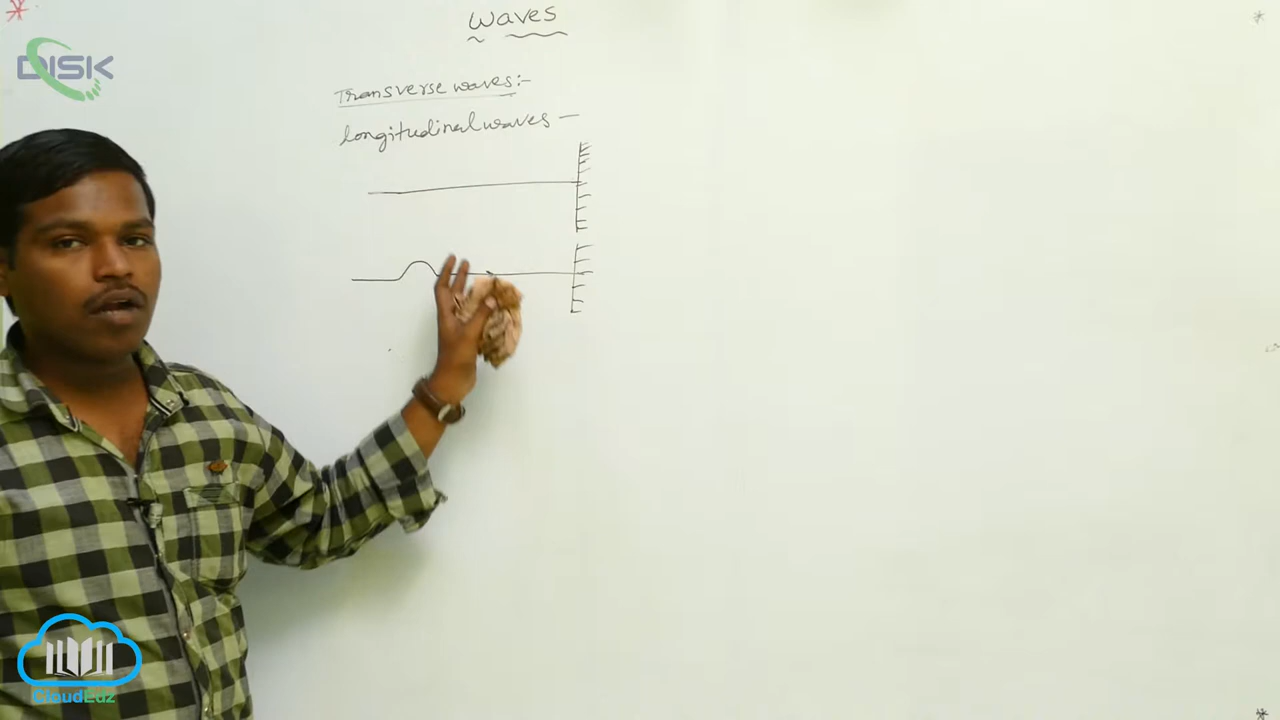 Waves
DISK
Transverse waves:-
longitudinal waves -
CloudEdz